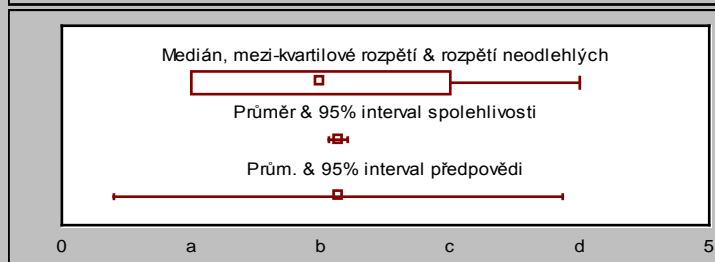 Medián, mezi-kvartilové rozpětí & rozpětí neodlehlých
Průměr & 95% interval spolehlivosti
Prům. & 95% interval předpovědi
0 a b c d 5